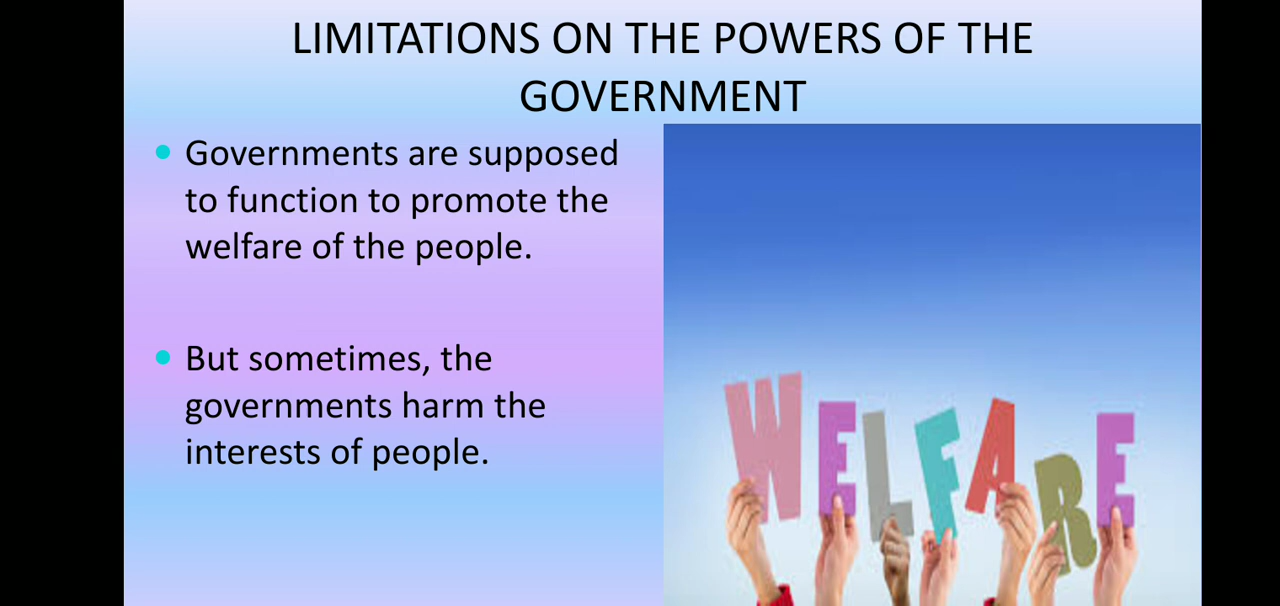 LIMITATIONS ON THE POWERS OF THE
GOVERNMENT
• Governments are supposed
to function to promote the
welfare of the people.
• But sometimes, the
governments harm the
interests of people.
WELFARE